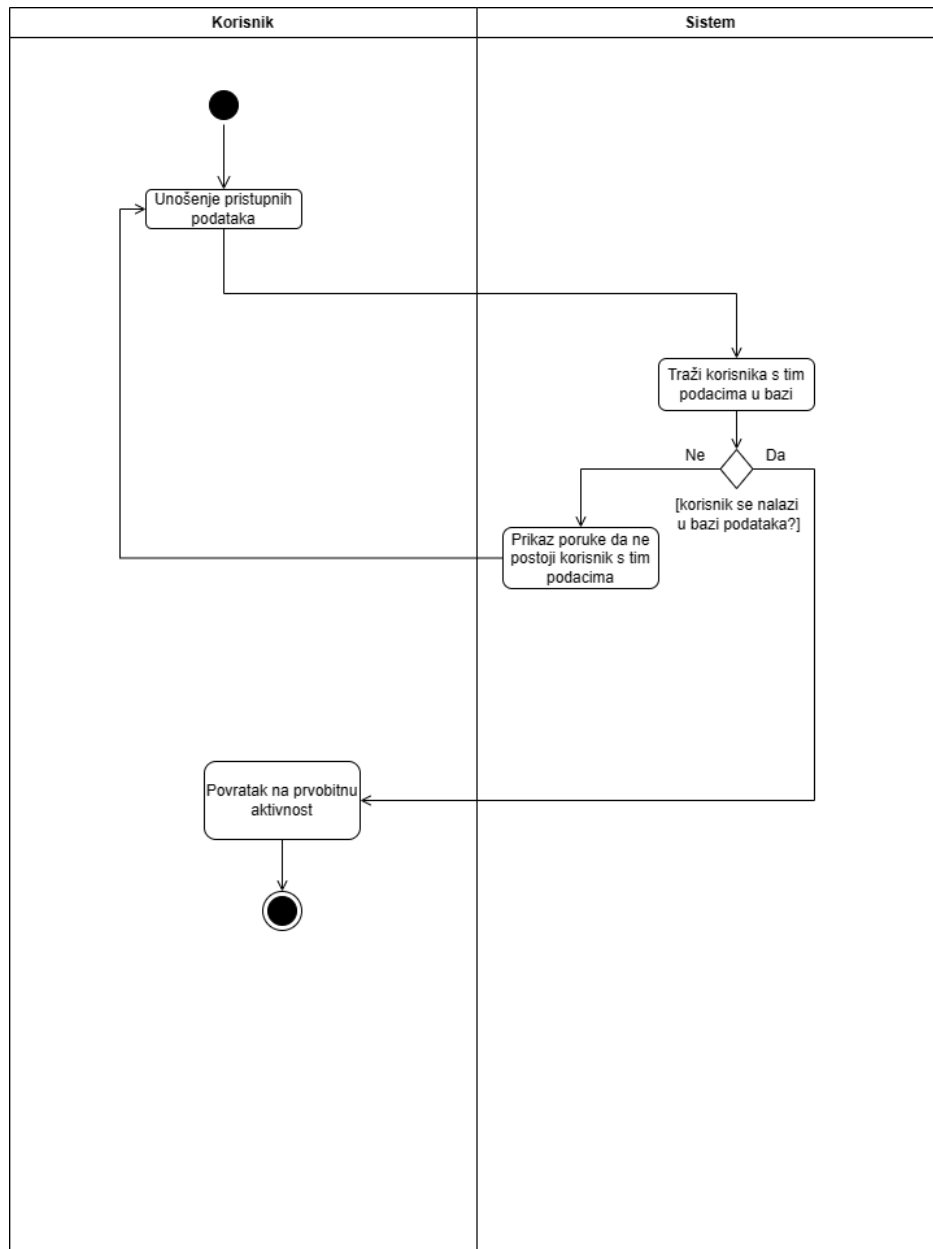 Korisnik
Sistem
Unošenje pristupnih
podataka
Traži korisnika s tim
podacima u bazi
Ne
Da
[korisnik se nalazi
u bazi podataka?]
Prikaz poruke da ne
postoji korisnik s tim
podacima
Povratak na prvobitnu
aktivnost